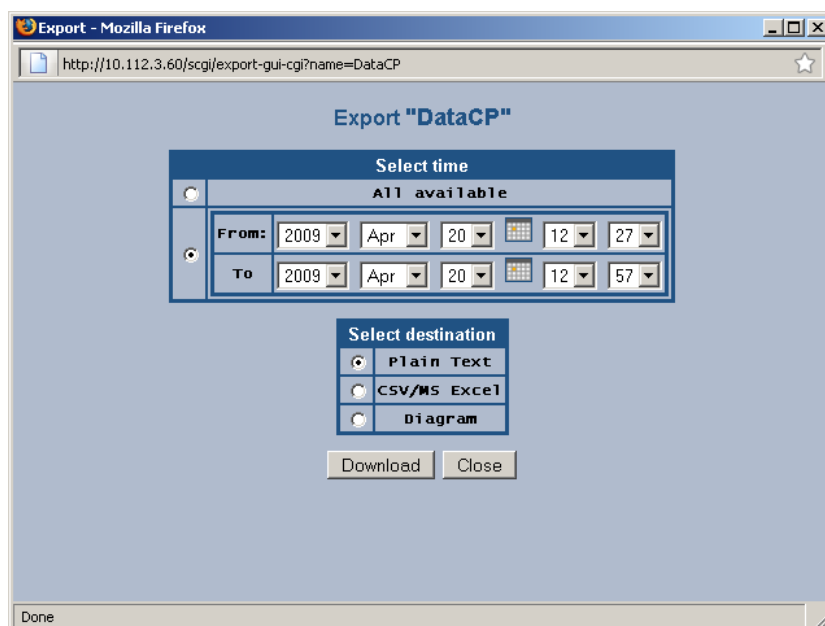 Export - Mozilla Firefox
http://10.112.3.60/scgi/export-gui-cgi?name=DataCP
Export "DataCP"
Select time
All available
From: 2009 Apr 20 12 27
To 2009 Apr 20 12 57
Select destination
Plain Text
CSV/MS Excel
Diagram
Download Close
Done